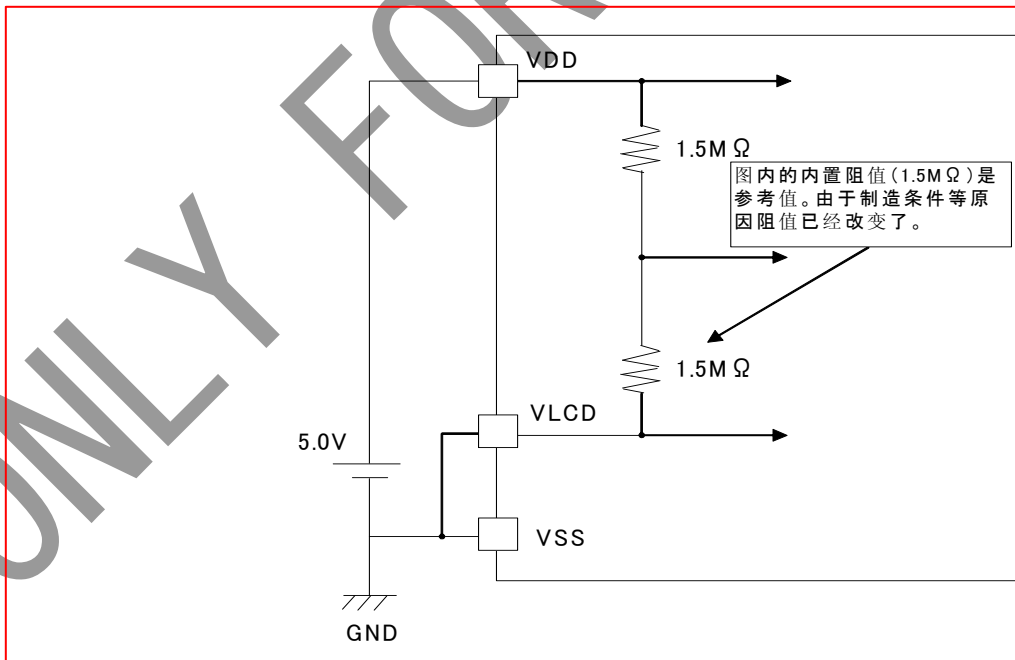 ONLY FOR
VDD
1.5MΩ
图内的内置阻值(1.5MΩ)是
参考值。由于制造条件等原
因阻值已经改变了。
1.5MΩ
VLCD
5.0V
VSS
GND